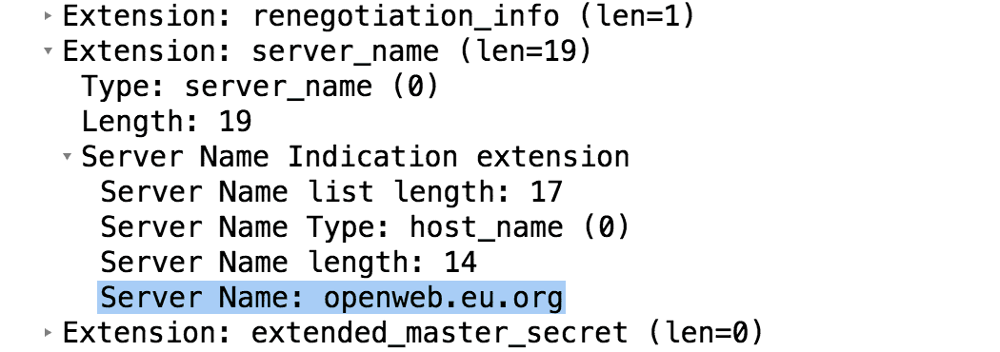 Extension: renegotiation_info (len=1)
Extension: server_name (len=19)
Type: server_name (0)
Length: 19
Server Name Indication extension
Server Name list length: 17
Server Name Type: host_name (0)
Server Name length: 14
Server Name: openweb.eu.org
Extension: extended_master_secret (len=0)